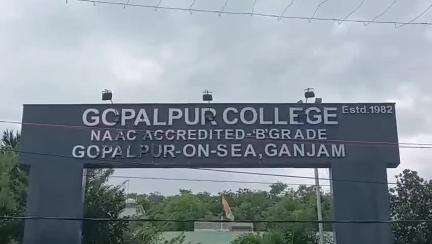 GOPALPUR COLLEGE Estd.1982
NAAC ACCREDITED-'B'GRADE
GOPALPUR-ON-SEA,GANJAM